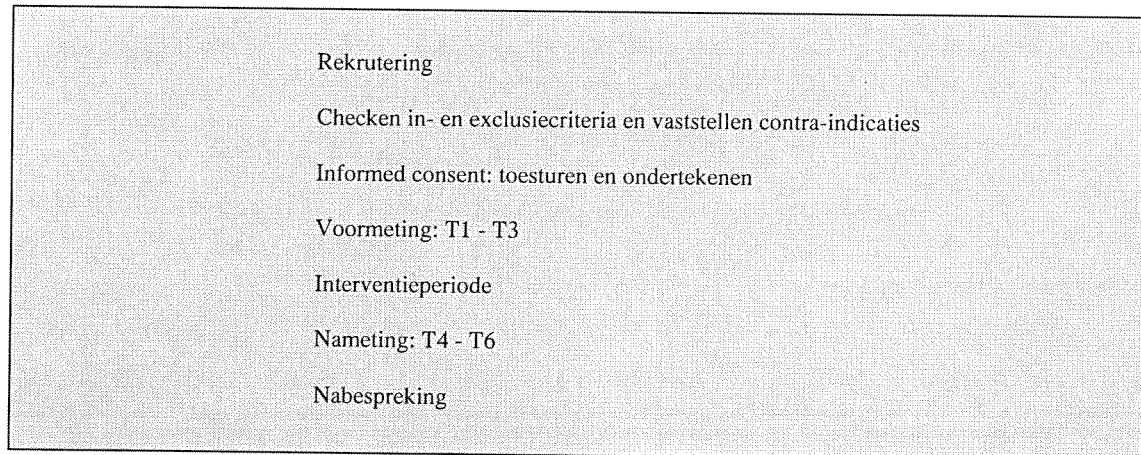 Rekrutering
Checken in- en exclusiecriteria en vaststellen contra-indicaties
Informed consent: toesturen en ondertekenen
Voormeting: T1 - T3
Interventieperiode
Nameting: T4 - T6
Nabespreking